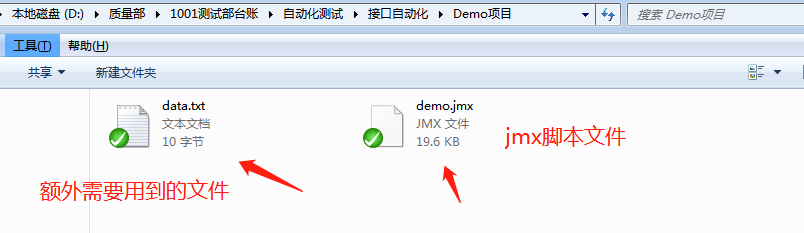 本地磁盘 (D:) ▸ 质量部 ▸ 1001测试部台账 ▸ 自动化测试 ▸ 接口自动化 ▸ Demo项目
搜索 Demo项目
工具(T) 帮助(H)
共享 新建文件夹
data.txt
文本文档
10 字节
demo.jmx
JMX 文件
19.6 KB
jmx脚本文件
额外需要用到的文件